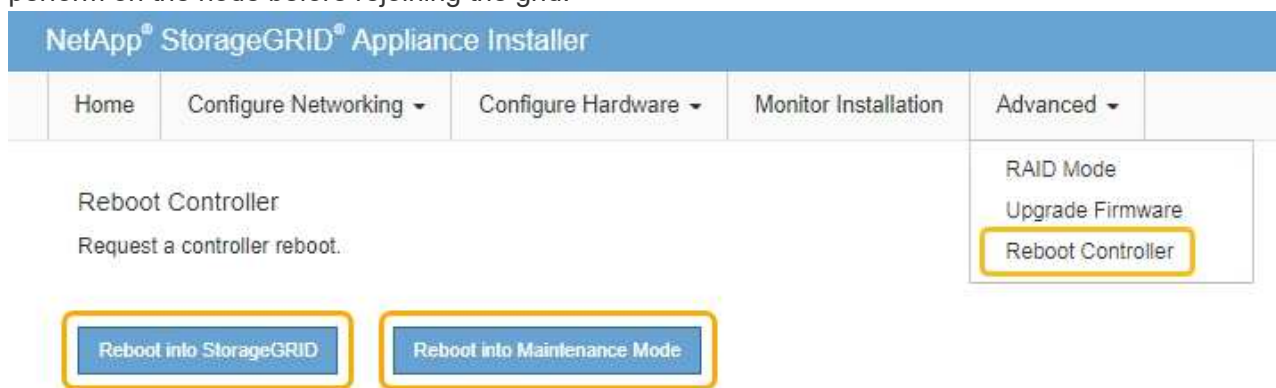 perform on the node before rejoining the grid.
NetApp® StorageGRID® Appliance Installer
Home Configure Networking Configure Hardware Monitor Installation Advanced
RAID Mode
Upgrade Firmware
Reboot Controller
Reboot Controller
Request a controller reboot.
Reboot into StorageGRID Reboot into Maintenance Mode